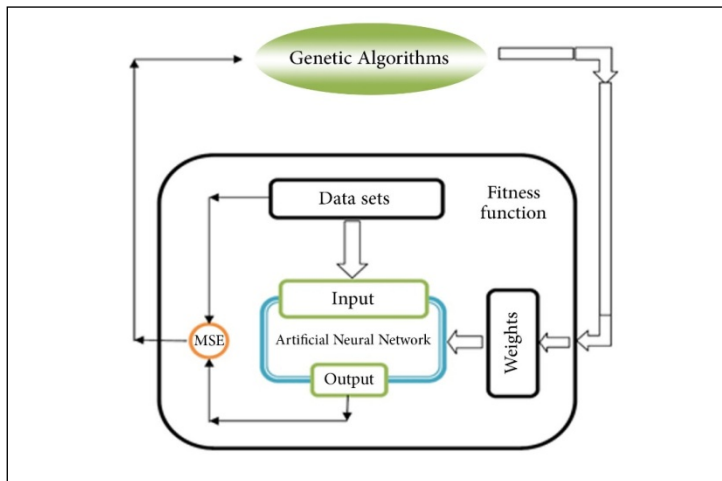 Genetic Algorithms
Data sets
Fitness
function
Input
MSE
Artificial Neural Network
Weights
Output